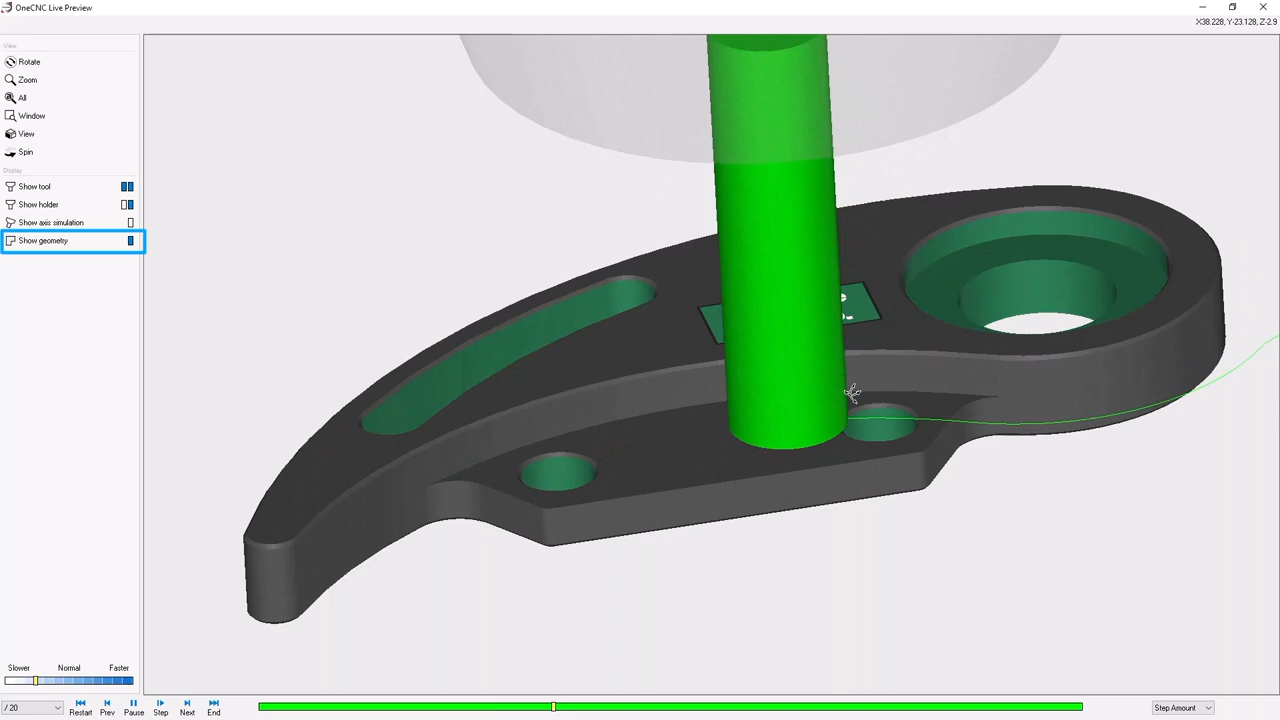 OneCNC Live Preview
X38.228, Y-23.128, Z-2.9
View
Rotate
Zoom
All
Window
View
Spin
Display
Show tool
Show holder
Show axis simulation
Show geometry
Slower Normal Faster
/ 20
Restart Prev Pause Step Next End
Step Amount